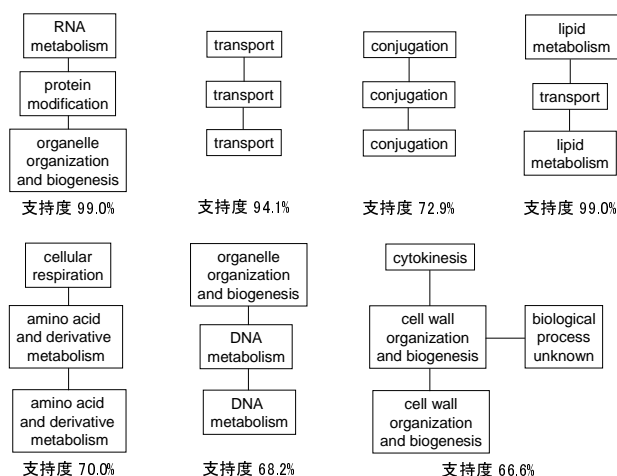 RNA
metabolism
protein
modification
organelle
organization
and biogenesis
支持度 99.0%
transport
transport
transport
支持度 94.1%
conjugation
conjugation
conjugation
支持度 72.9%
lipid
metabolism
transport
lipid
metabolism
支持度 99.0%
cellular
respiration
amino acid
and derivative
metabolism
amino acid
and derivative
metabolism
支持度 70.0%
organelle
organization
and biogenesis
DNA
metabolism
DNA
metabolism
支持度 68.2%
cytokinesis
cell wall
organization
and biogenesis
biological
process
unknown
cell wall
organization
and biogenesis
支持度 66.6%